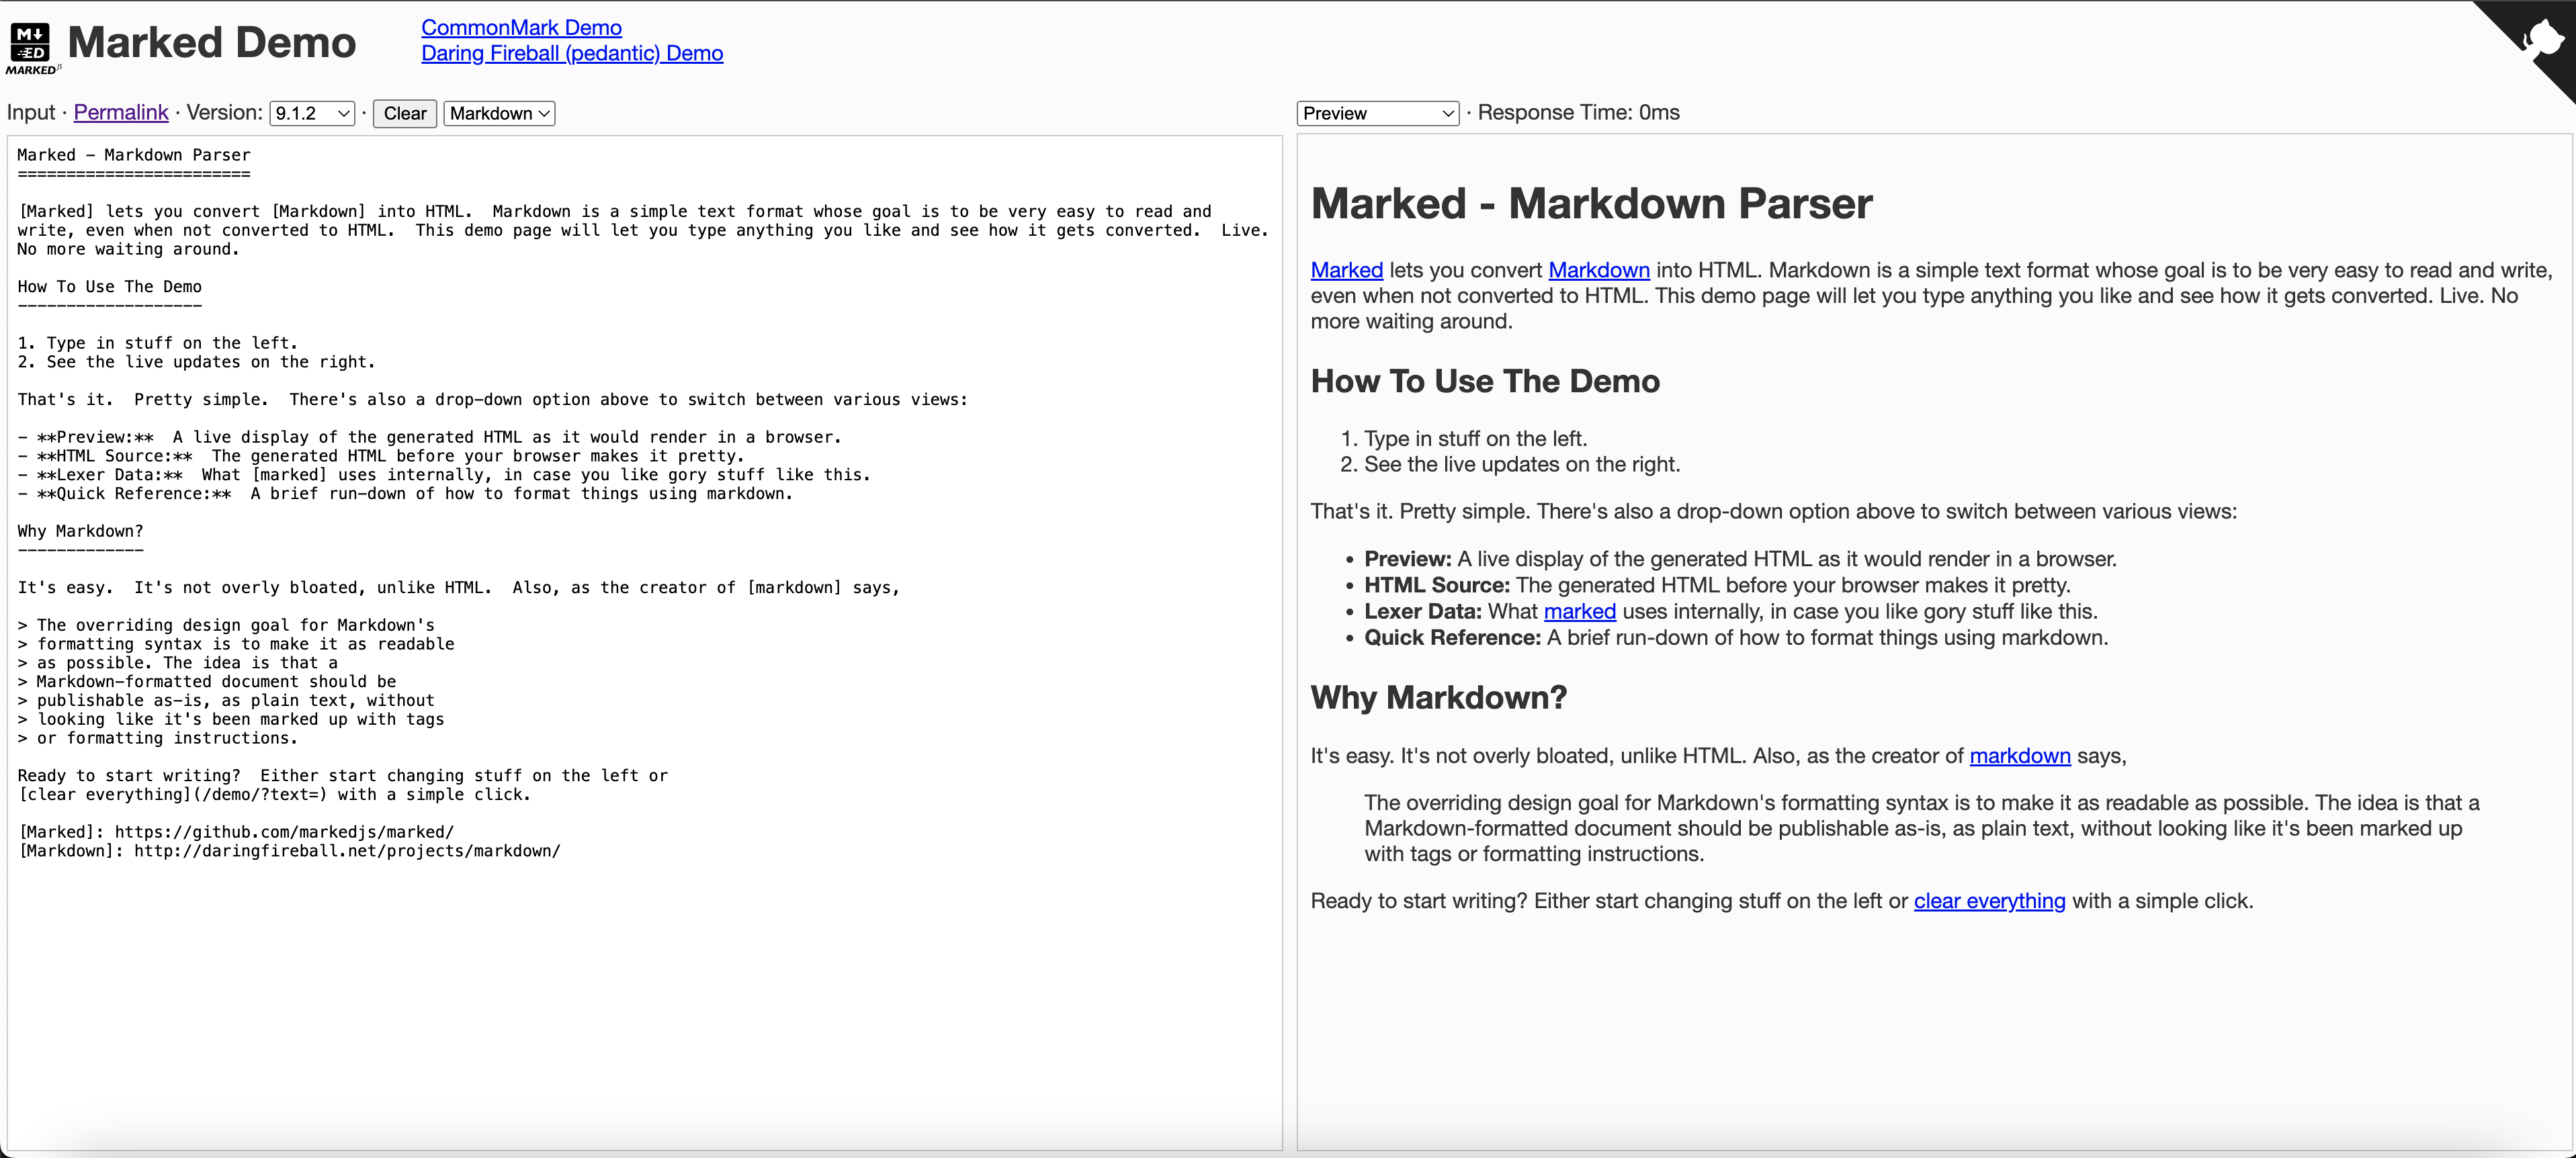 M↓
ED
MARKED JS
Marked Demo
CommonMark Demo
Daring Fireball (pedantic) Demo
Input · Permalink · Version: 9.1.2 · Clear Markdown
Marked - Markdown Parser
========================

[Marked] lets you convert [Markdown] into HTML.  Markdown is a simple text format whose goal is to be very easy to read and
write, even when not converted to HTML.  This demo page will let you type anything you like and see how it gets converted.  Live.
No more waiting around.

How To Use The Demo
-------------------

1. Type in stuff on the left.
2. See the live updates on the right.

That's it.  Pretty simple.  There's also a drop-down option above to switch between various views:

- **Preview:**  A live display of the generated HTML as it would render in a browser.
- **HTML Source:**  The generated HTML before your browser makes it pretty.
- **Lexer Data:**  What [marked] uses internally, in case you like gory stuff like this.
- **Quick Reference:**  A brief run-down of how to format things using markdown.

Why Markdown?
-------------

It's easy.  It's not overly bloated, unlike HTML.  Also, as the creator of [markdown] says,

> The overriding design goal for Markdown's
> formatting syntax is to make it as readable
> as possible. The idea is that a
> Markdown-formatted document should be
> publishable as-is, as plain text, without
> looking like it's been marked up with tags
> or formatting instructions.

Ready to start writing?  Either start changing stuff on the left or
[clear everything](/demo/?text=) with a simple click.

[Marked]: https://github.com/markedjs/marked/
[Markdown]: http://daringfireball.net/projects/markdown/
Preview · Response Time: 0ms
Marked - Markdown Parser
Marked lets you convert Markdown into HTML. Markdown is a simple text format whose goal is to be very easy to read and write,
even when not converted to HTML. This demo page will let you type anything you like and see how it gets converted. Live. No
more waiting around.
How To Use The Demo
1. Type in stuff on the left.
2. See the live updates on the right.
That's it. Pretty simple. There's also a drop-down option above to switch between various views:
• Preview: A live display of the generated HTML as it would render in a browser.
• HTML Source: The generated HTML before your browser makes it pretty.
• Lexer Data: What marked uses internally, in case you like gory stuff like this.
• Quick Reference: A brief run-down of how to format things using markdown.
Why Markdown?
It's easy. It's not overly bloated, unlike HTML. Also, as the creator of markdown says,
The overriding design goal for Markdown's formatting syntax is to make it as readable as possible. The idea is that a
Markdown-formatted document should be publishable as-is, as plain text, without looking like it's been marked up
with tags or formatting instructions.
Ready to start writing? Either start changing stuff on the left or clear everything with a simple click.